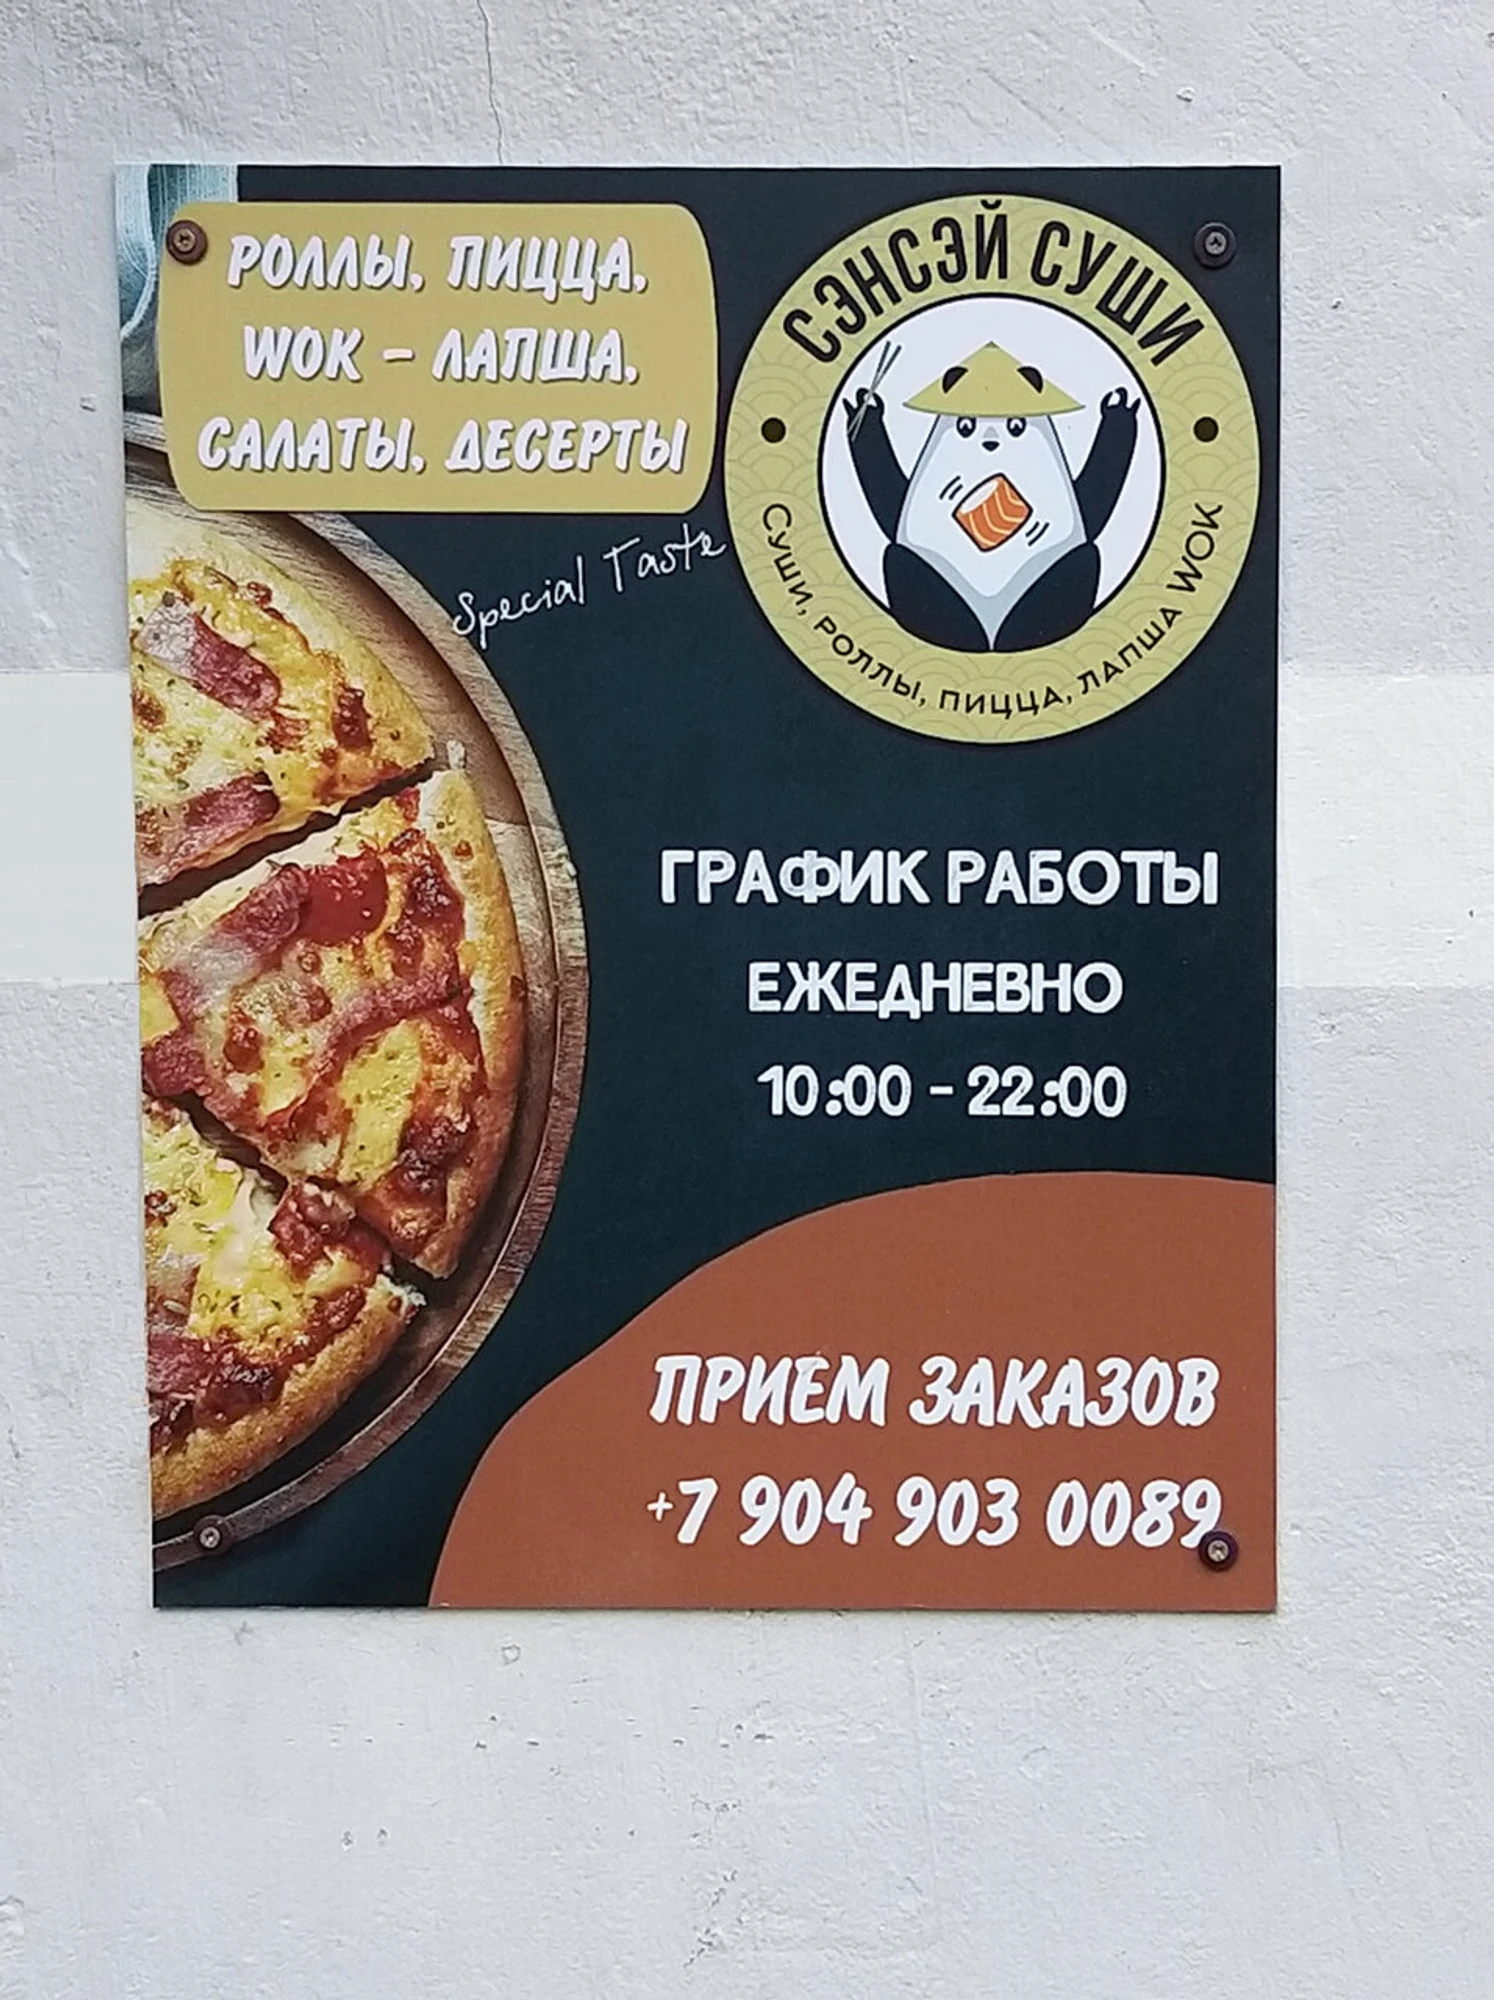 РОЛЛЫ, ПИЦЦА,
WOK - ЛАПША,
САЛАТЫ, ДЕСЕРТЫ
Special Taste
СЭНСЭЙ СУШИ
СУШИ, РОЛЛЫ, ПИЦЦА, ЛАПША WOK
ГРАФИК РАБОТЫ
ЕЖЕДНЕВНО
10:00 - 22:00
ПРИЕМ ЗАКАЗОВ
+7 904 903 0089